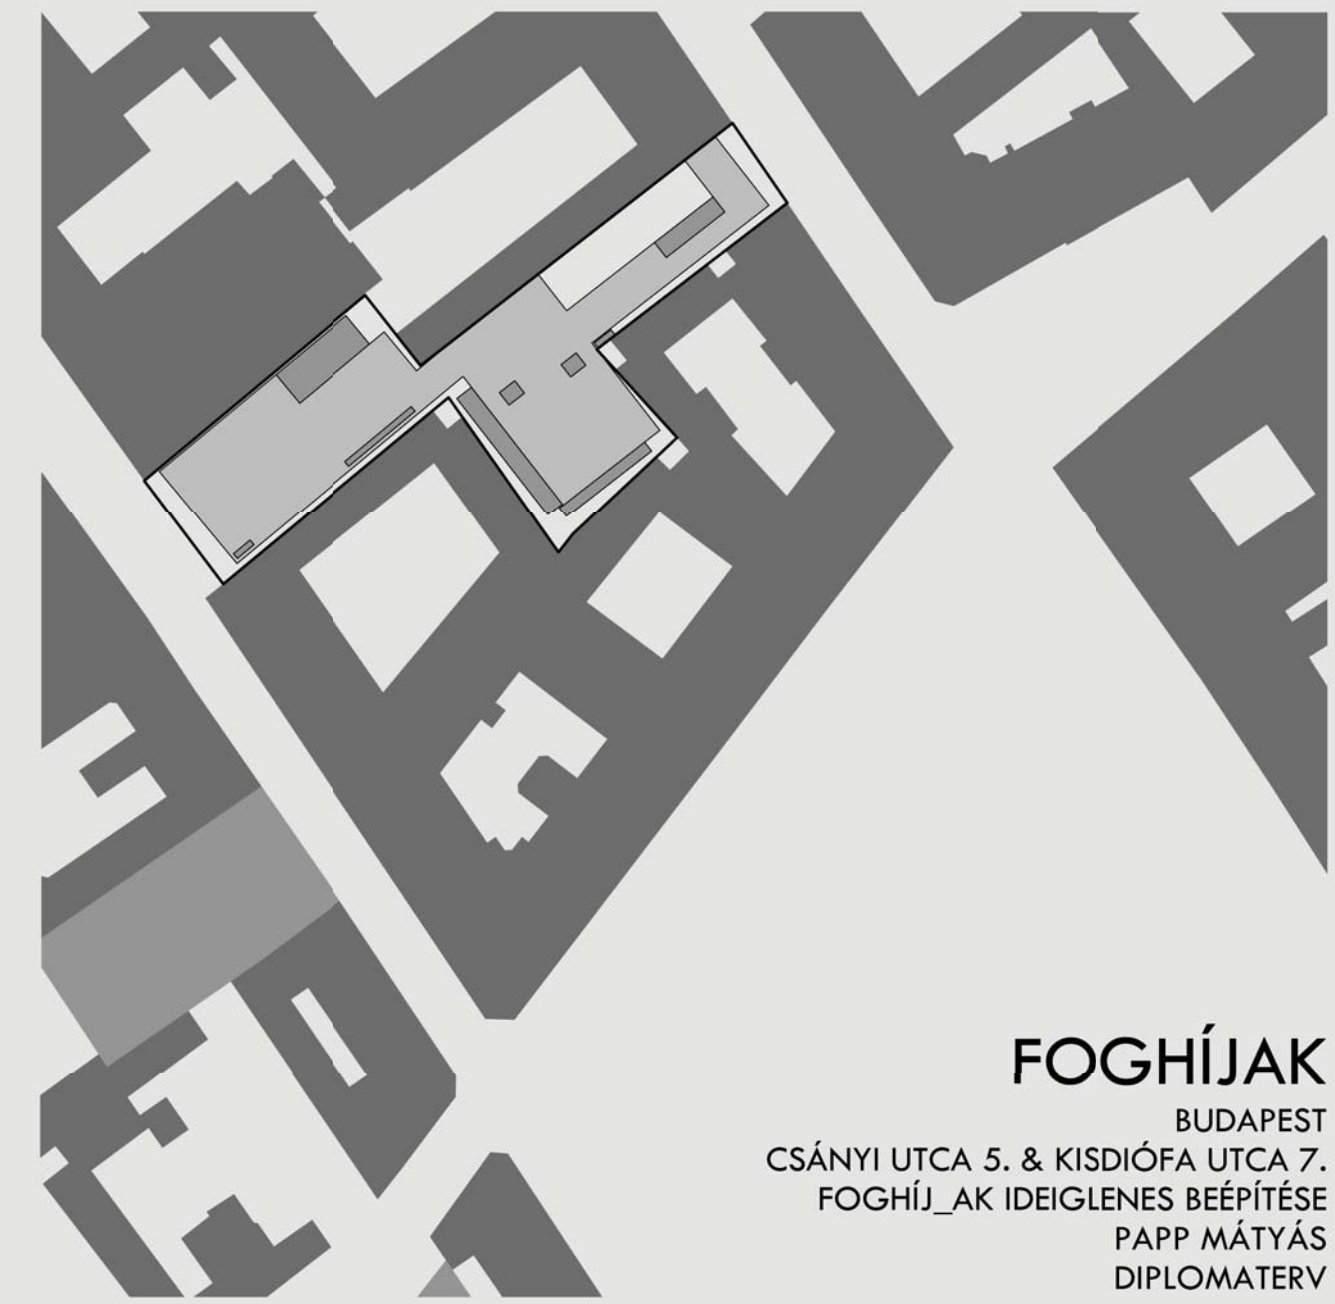 FOGHÍJAK
BUDAPEST
CSÁNYI UTCA 5. & KISDIÓFA UTCA 7.
FOGHÍJ_AK IDEIGLENES BEÉPÍTÉSE
PAPP MÁTYÁS
DIPLOMATERV